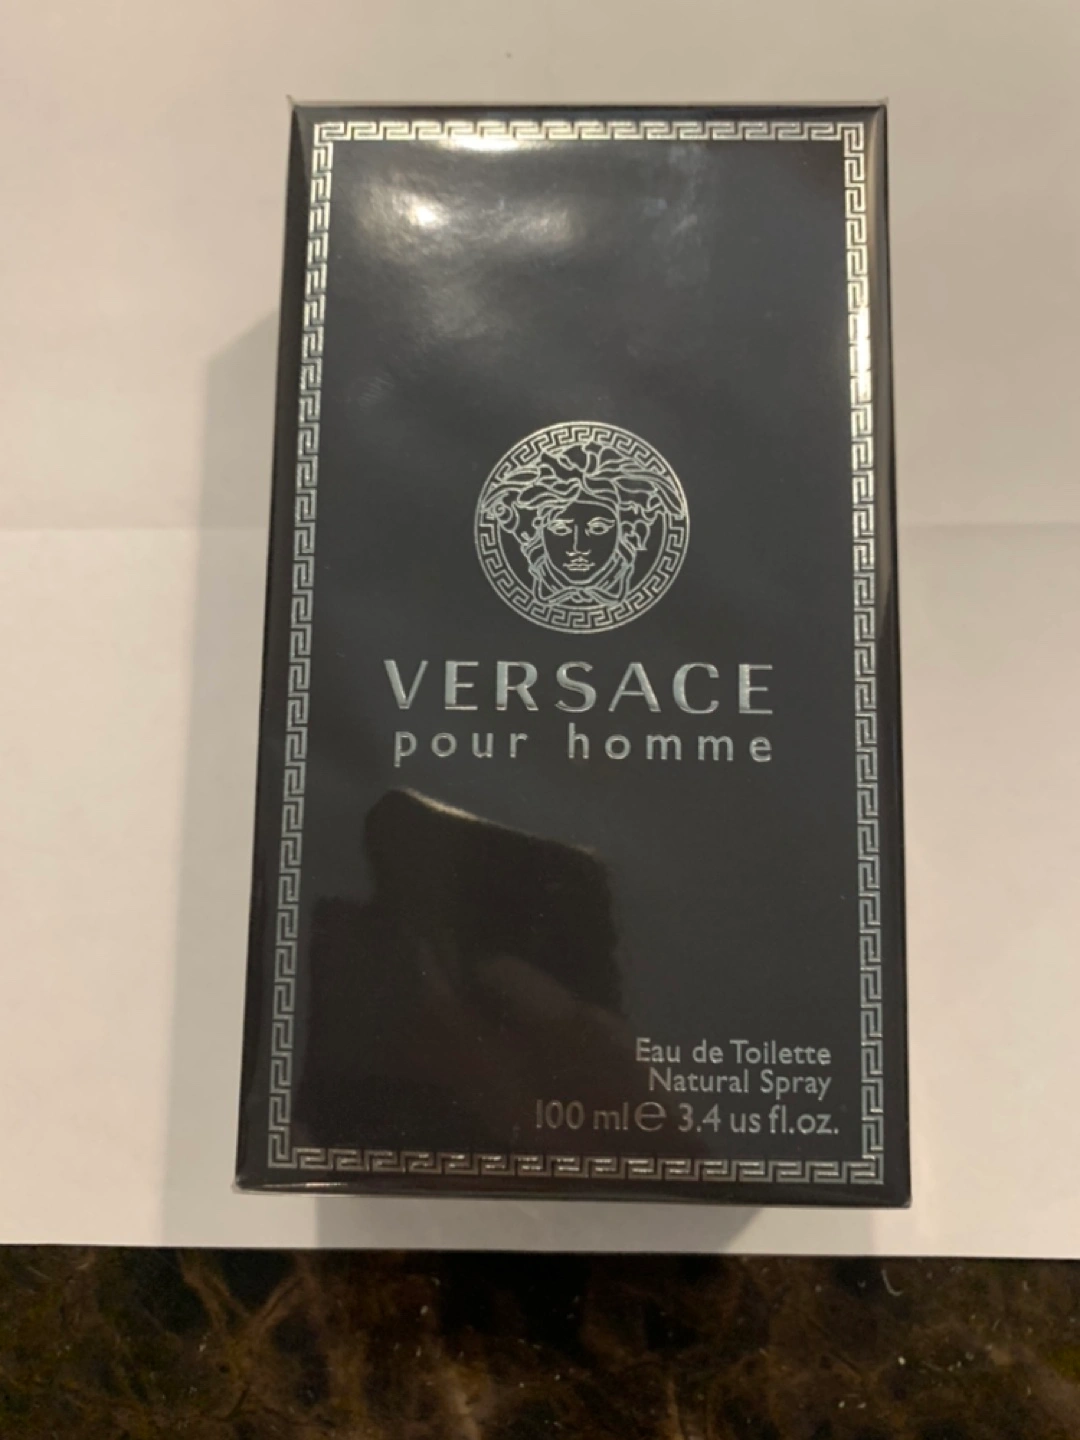 VERSACE
pour homme
Eau de Toilette
Natural Spray
100 ml ℮ 3.4 us fl.oz.